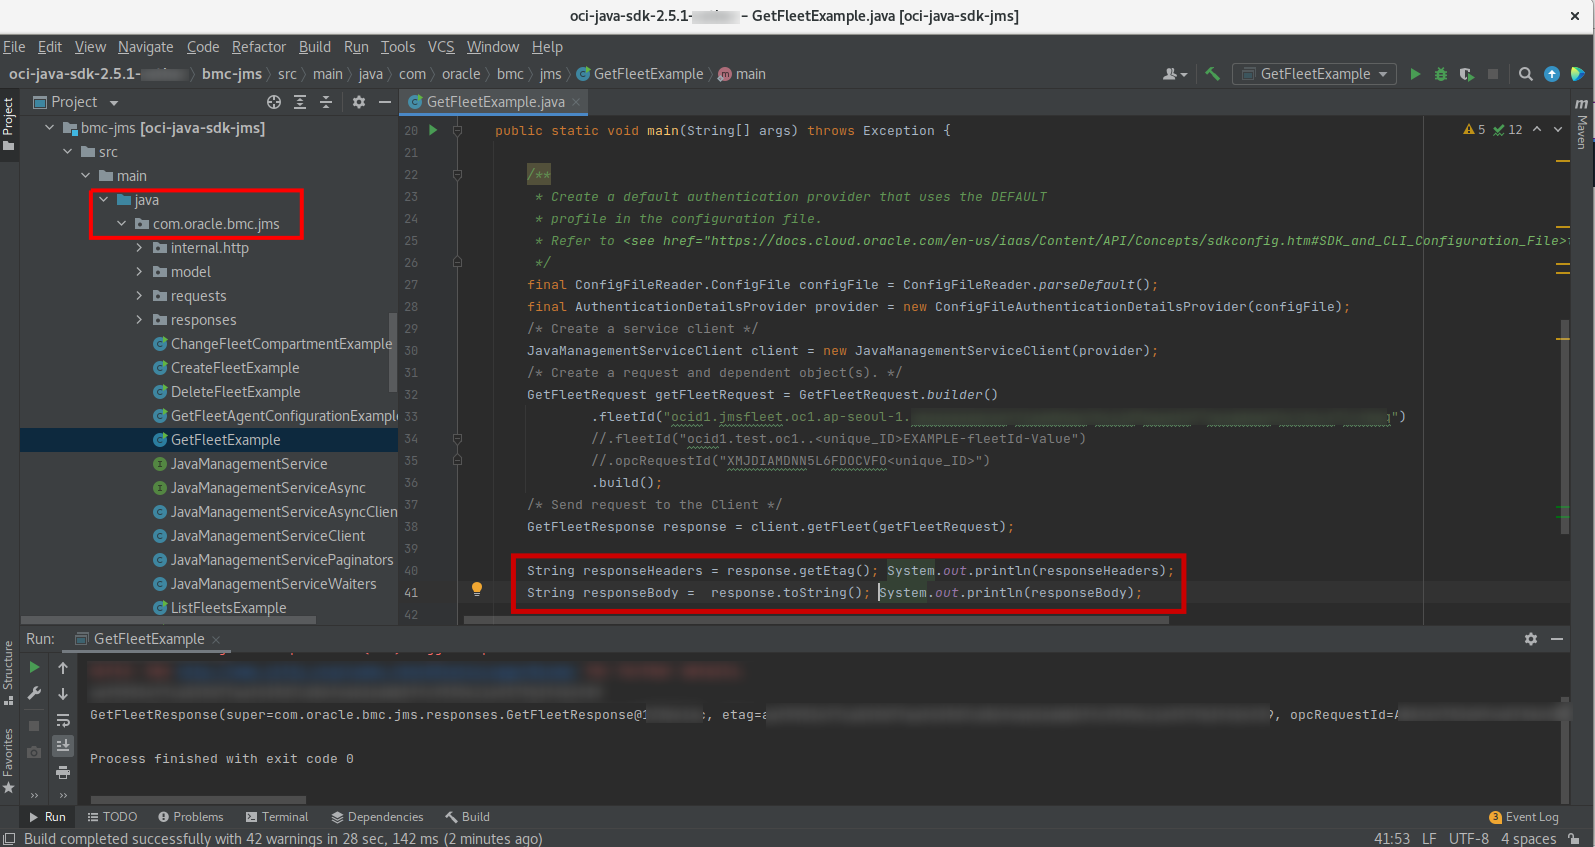 oci-java-sdk-2.5.1- – GetFleetExample.java [oci-java-sdk-jms]
File Edit View Navigate Code Refactor Build Run Tools VCS Window Help
oci-java-sdk-2.5.1- bmc-jms src main java com oracle bmc jms GetFleetExample main
GetFleetExample
Project
GetFleetExample.java
Project
Maven
bmc-jms [oci-java-sdk-jms]
src
main
java
com.oracle.bmc.jms
internal.http
model
requests
responses
ChangeFleetCompartmentExample
CreateFleetExample
DeleteFleetExample
GetFleetAgentConfigurationExample
GetFleetExample
JavaManagementService
JavaManagementServiceAsync
JavaManagementServiceAsyncClien
JavaManagementServiceClient
JavaManagementServicePaginators
JavaManagementServiceWaiters
ListFleetsExample
5 12
20 public static void main(String[] args) throws Exception {
21
22 /**
23 * Create a default authentication provider that uses the DEFAULT
24 * profile in the configuration file.
25 * Refer to <see href="https://docs.cloud.oracle.com/en-us/iaas/Content/API/Concepts/sdkconfig.htm#SDK_and_CLI_Configuration_File>
26 */
27 final ConfigFileReader.ConfigFile configFile = ConfigFileReader.parseDefault();
28 final AuthenticationDetailsProvider provider = new ConfigFileAuthenticationDetailsProvider(configFile);
29 /* Create a service client */
30 JavaManagementServiceClient client = new JavaManagementServiceClient(provider);
31 /* Create a request and dependent object(s). */
32 GetFleetRequest getFleetRequest = GetFleetRequest.builder()
33 .fleetId("ocid1.jmsfleet.oc1.ap-seoul-1. ")
34 //.fleetId("ocid1.test.oc1..<unique_ID>EXAMPLE-fleetId-Value")
35 //.opcRequestId("XMJDIAMDNN5L6FDOCVFO<unique_ID>")
36 .build();
37 /* Send request to the Client */
38 GetFleetResponse response = client.getFleet(getFleetRequest);
39
40 String responseHeaders = response.getEtag(); System.out.println(responseHeaders);
41 String responseBody = response.toString(); System.out.println(responseBody);
42
Run: GetFleetExample
Structure
Favorites
GetFleetResponse(super=com.oracle.bmc.jms.responses.GetFleetResponse@1 c, etag=a , opcRequestId=A
Process finished with exit code 0
Run TODO Problems Terminal Dependencies Build
3 Event Log
Build completed successfully with 42 warnings in 28 sec, 142 ms (2 minutes ago)
41:53 LF UTF-8 4 spaces